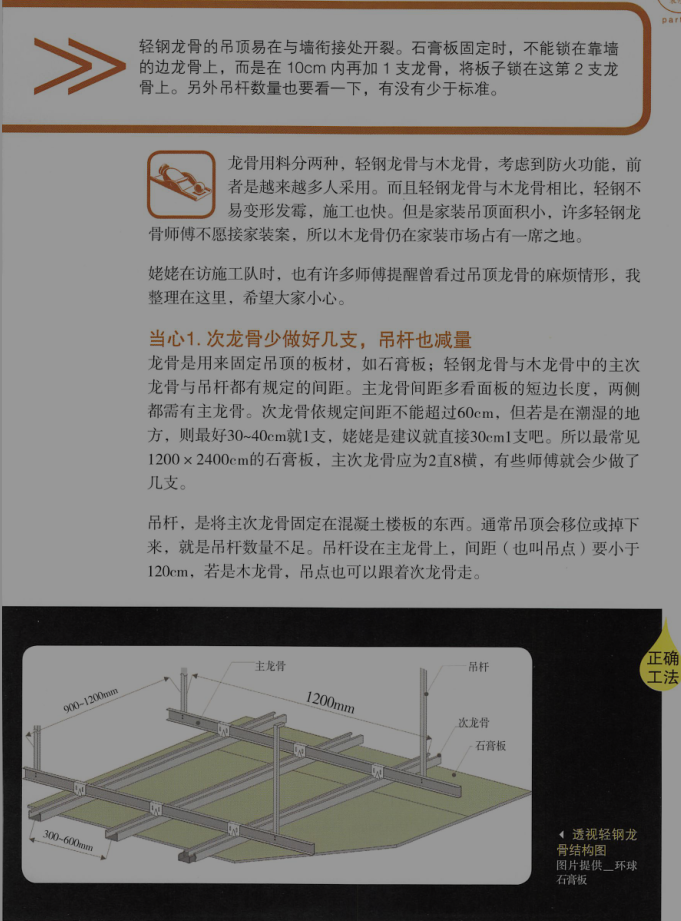 part
轻钢龙骨的吊顶易在与墙衔接处开裂。石膏板固定时，不能锁在靠墙
的边龙骨上，而是在 10cm 内再加 1 支龙骨，将板子锁在这第 2 支龙
骨上。另外吊杆数量也要看一下，有没有少于标准。
龙骨用料分两种，轻钢龙骨与木龙骨，考虑到防火功能，前
者是越来越多人采用。而且轻钢龙骨与木龙骨相比，轻钢不
易变形发霉，施工也快。但是家装吊顶面积小，许多轻钢龙
骨师傅不愿接家装案，所以木龙骨仍在家装市场占有一席之地。
姥姥在访施工队时，也有许多师傅提醒曾看过吊顶龙骨的麻烦情形，我
整理在这里，希望大家小心。
当心1. 次龙骨少做好几支，吊杆也减量
龙骨是用来固定吊顶的板材，如石膏板；轻钢龙骨与木龙骨中的主次
龙骨与吊杆都有规定的间距。主龙骨间距多看面板的短边长度，两侧
都需有主龙骨。次龙骨依规定间距不能超过60cm，但若是在潮湿的地
方，则最好30~40cm就1支，姥姥是建议就直接30cm1支吧。所以最常见
1200×2400cm的石膏板，主次龙骨应为2直8横，有些师傅就会少做了
几支。
吊杆，是将主次龙骨固定在混凝土楼板的东西。通常吊顶会移位或掉下
来，就是吊杆数量不足。吊杆设在主龙骨上，间距（也叫吊点）要小于
120cm，若是木龙骨，吊点也可以跟着次龙骨走。
正确
工法
主龙骨
吊杆
900~1200mm
1200mm
次龙骨
石膏板
300~600mm
透视轻钢龙
骨结构图
图片提供__环球
石膏板